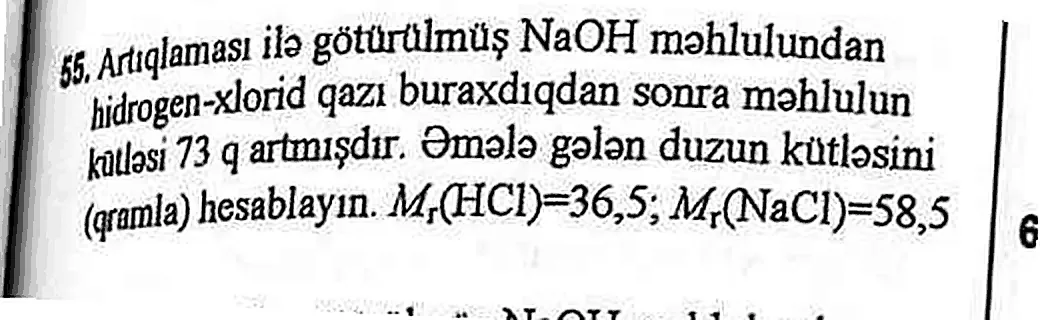 55. Artıqlaması ilə götürülmüş NaOH məhlulundan
hidrogen-xlorid qazı buraxdıqdan sonra məhlulun
kütləsi 73 q artmışdır. Əmələ gələn duzun kütləsini
(qramla) hesablayın. Mᵣ(HCl)=36,5; Mᵣ(NaCl)=58,5
6